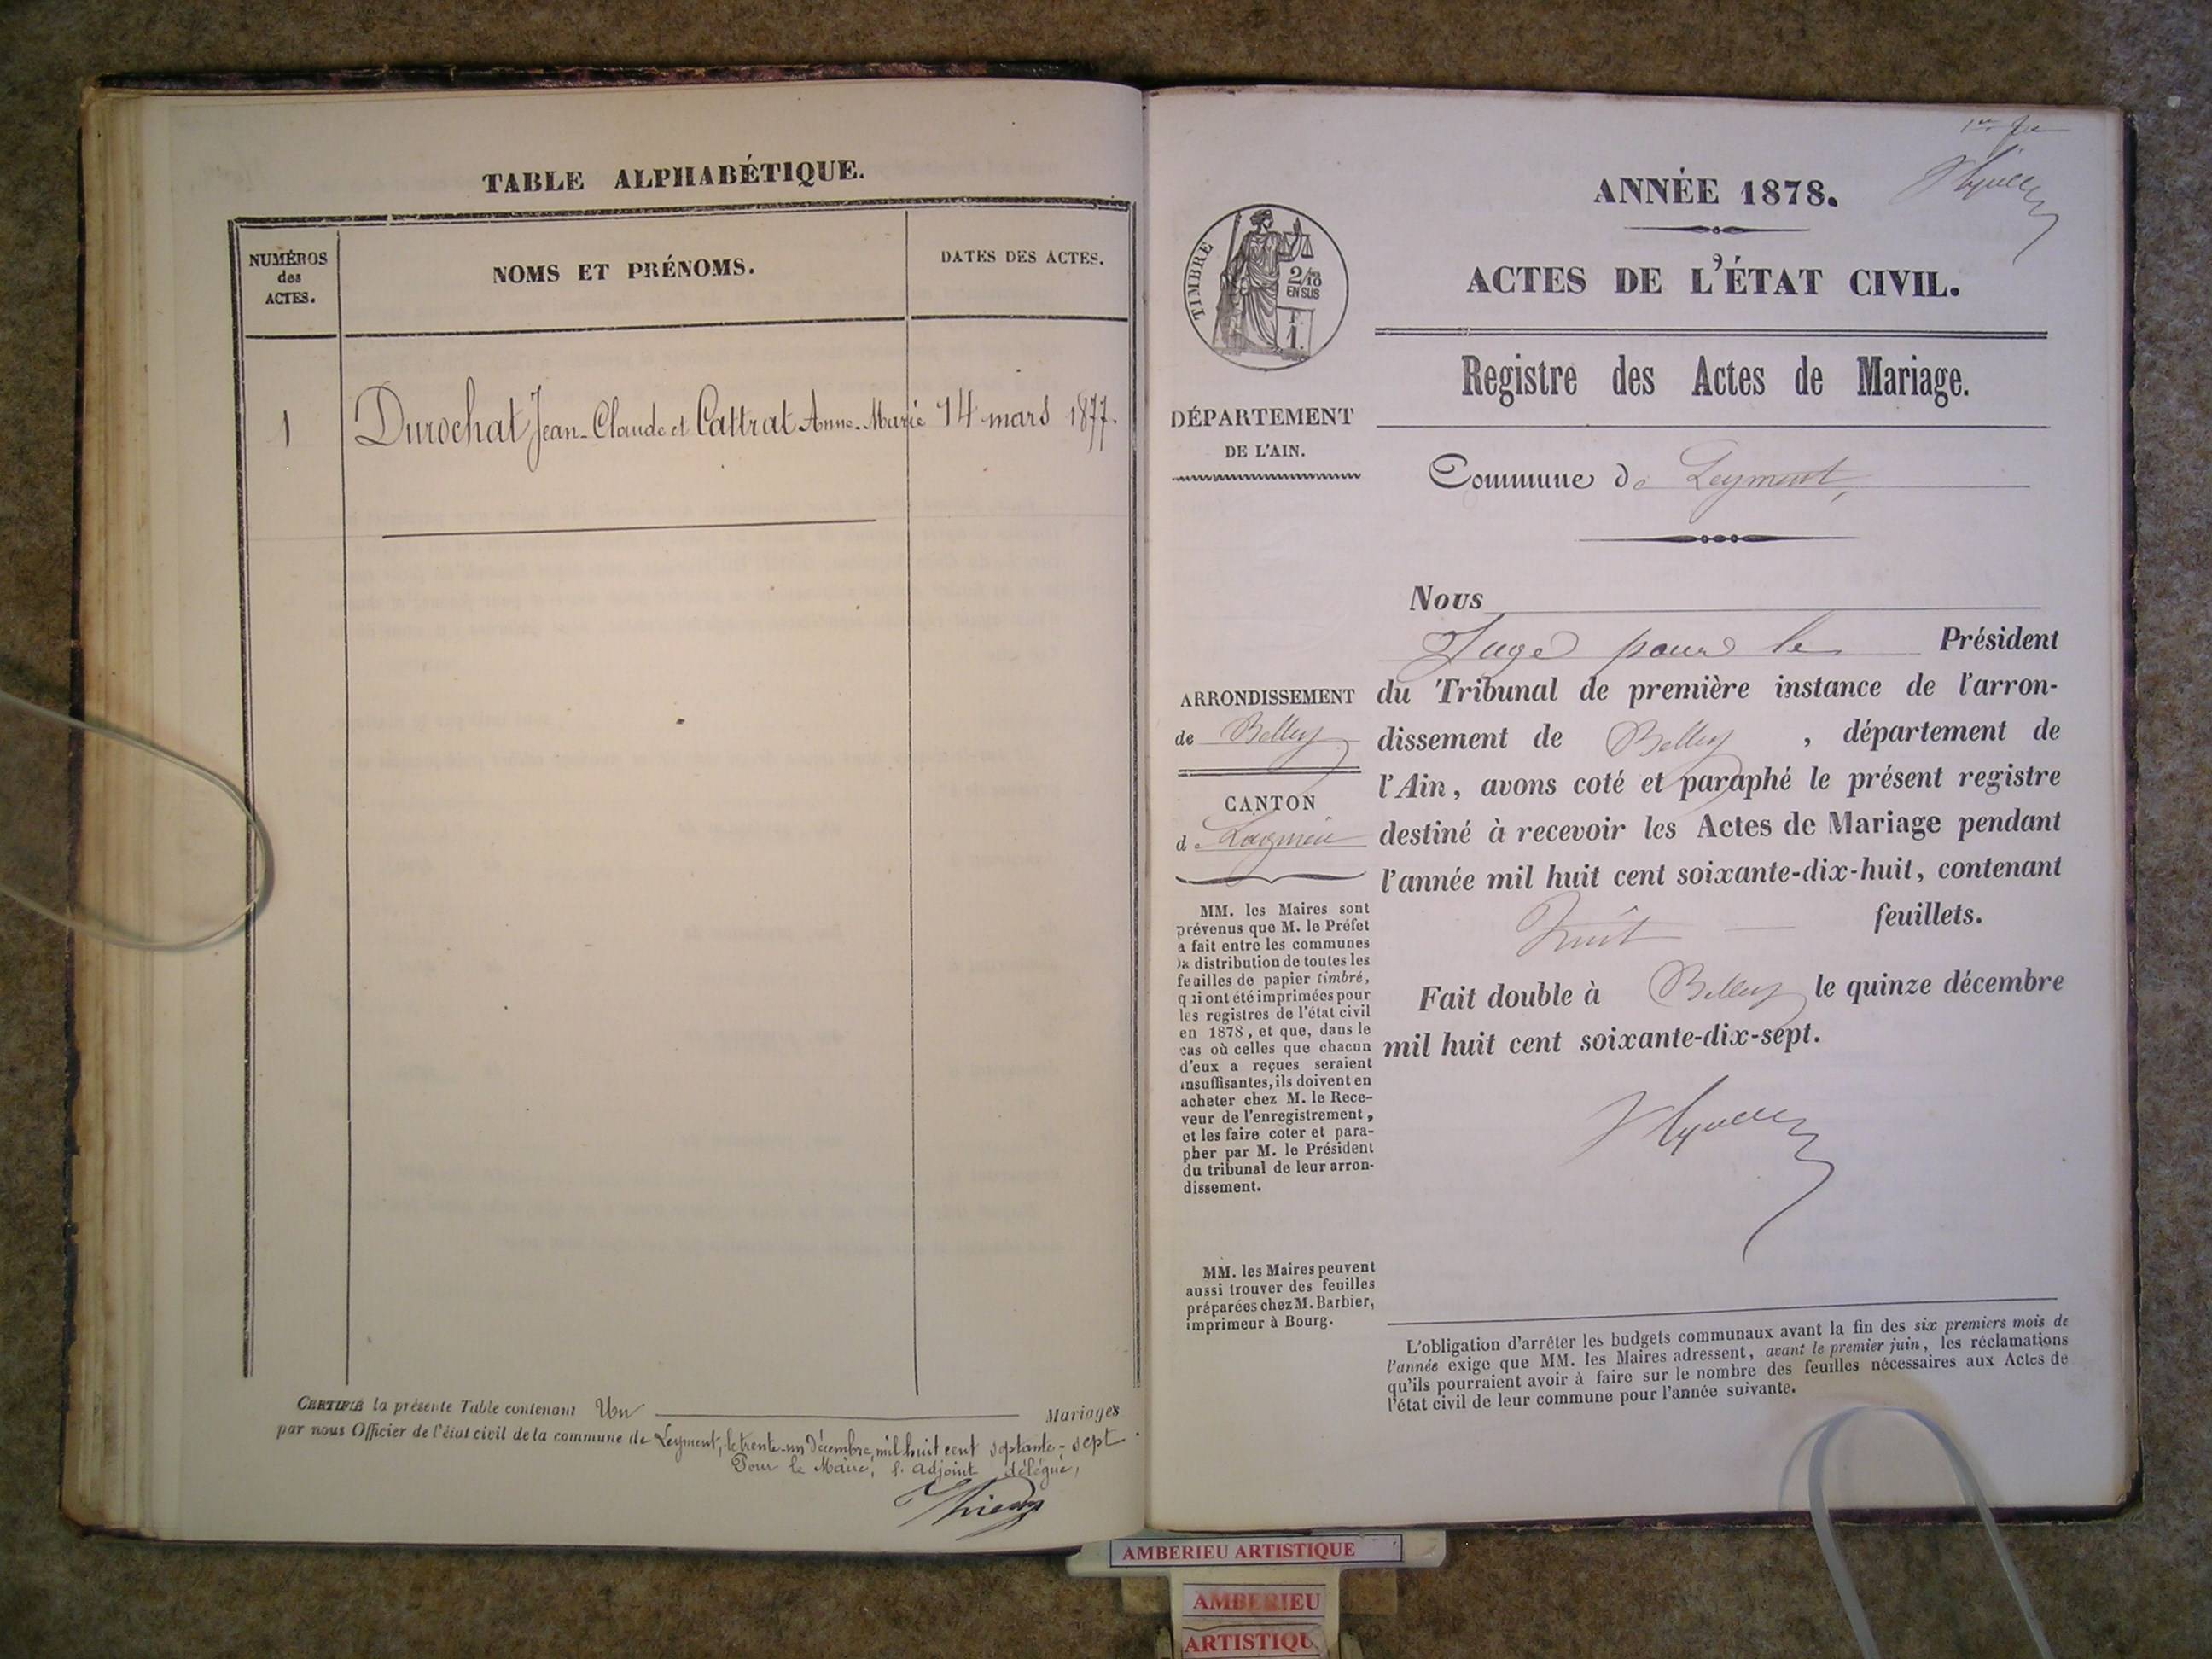 TABLE ALPHABÉTIQUE.
NUMÉROS
des
ACTES.
NOMS ET PRÉNOMS.
DATES DES ACTES.
1 Durochat Jean-Claude et Cattrat Anne-Marie 14 mars 1877.
CERTIFIÉ la présente Table contenant Un Mariages
par nous Officier de l'état civil de la commune de Leyment, le trente-un Décembre, mil huit cent septante-sept.
Pour le Maire, l'adjoint délégué,
ANNÉE 1878.
ACTES DE L'ÉTAT CIVIL.
Registre des Actes de Mariage.
Commune de Leyment,
TIMBRE
2/10
EN SUS
1.
DÉPARTEMENT
DE L'AIN.
ARRONDISSEMENT
de Belley
CANTON
de Lagnieu
MM. les Maires sont
prévenus que M. le Préfet
a fait entre les communes
la distribution de toutes les
feuilles de papier timbré,
qui ont été imprimées pour
les registres de l'état civil
en 1878, et que, dans le
cas où celles que chacun
d'eux a reçues seraient
insuffisantes, ils doivent en
acheter chez M. le Rece-
veur de l'enregistrement,
et les faire coter et para-
pher par M. le Président
du tribunal de leur arron-
dissement.
MM. les Maires peuvent
aussi trouver des feuilles
préparées chez M. Barbier,
imprimeur à Bourg.
Nous
Juge pour le Président
du Tribunal de première instance de l'arron-
dissement de Belley, département de
l'Ain, avons coté et paraphé le présent registre
destiné à recevoir les Actes de Mariage pendant
l'année mil huit cent soixante-dix-huit, contenant
huit feuillets.
Fait double à Belley le quinze décembre
mil huit cent soixante-dix-sept.
L'obligation d'arrêter les budgets communaux avant la fin des six premiers mois de
l'année exige que MM. les Maires adressent, avant le premier juin, les réclamations
qu'ils pourraient avoir à faire sur le nombre des feuilles nécessaires aux Actes de
l'état civil de leur commune pour l'année suivante.
AMBERIEU ARTISTIQUE
AMBERIEU
ARTISTIQU